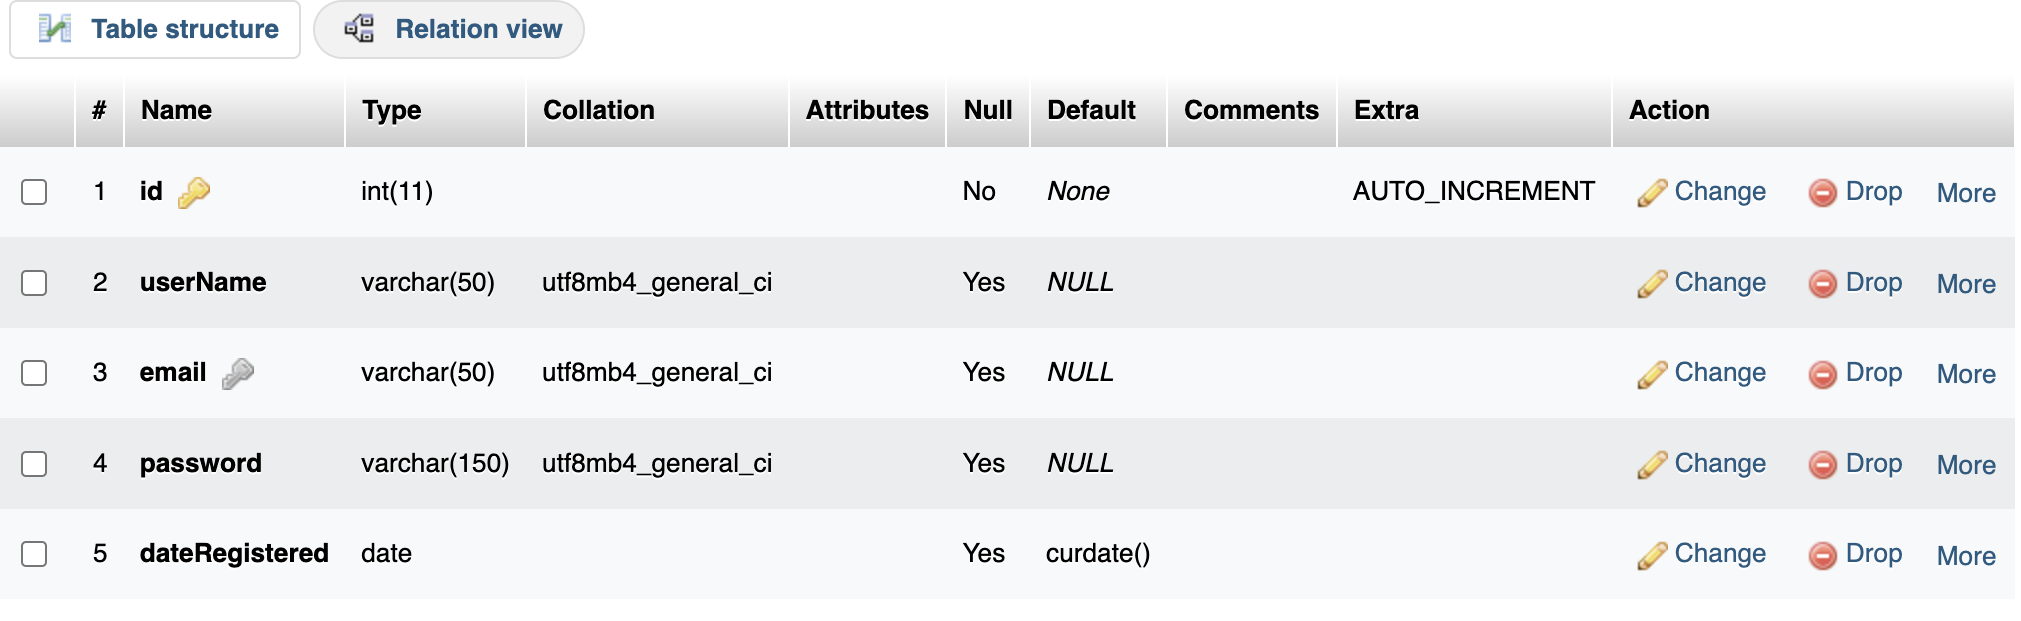 Table structure Relation view
# Name Type Collation Attributes Null Default Comments Extra Action
1 id int(11) No None AUTO_INCREMENT Change Drop More
2 userName varchar(50) utf8mb4_general_ci Yes NULL Change Drop More
3 email varchar(50) utf8mb4_general_ci Yes NULL Change Drop More
4 password varchar(150) utf8mb4_general_ci Yes NULL Change Drop More
5 dateRegistered date Yes curdate() Change Drop More